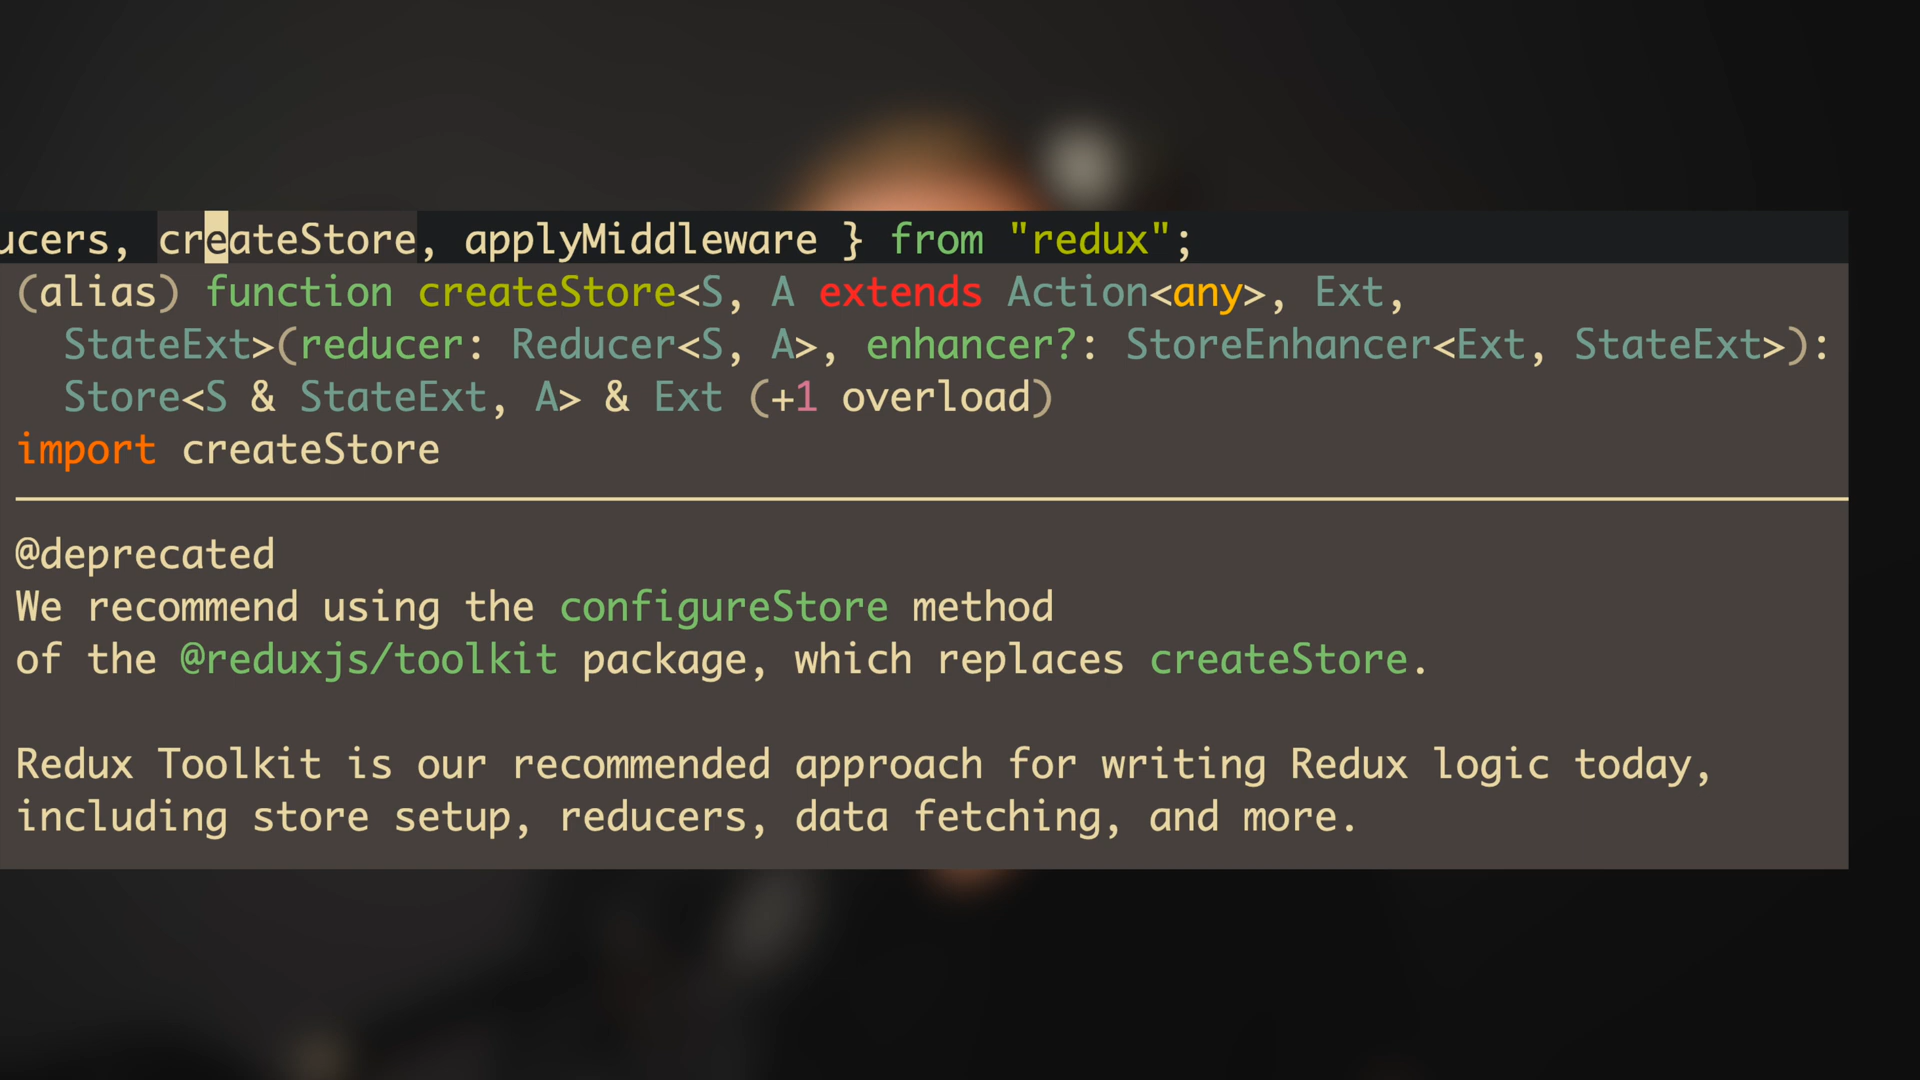 ucers, createStore, applyMiddleware } from "redux";
(alias) function createStore<S, A extends Action<any>, Ext,
StateExt>(reducer: Reducer<S, A>, enhancer?: StoreEnhancer<Ext, StateExt>):
Store<S & StateExt, A> & Ext (+1 overload)
import createStore
@deprecated
We recommend using the configureStore method
of the @reduxjs/toolkit package, which replaces createStore.
Redux Toolkit is our recommended approach for writing Redux logic today,
including store setup, reducers, data fetching, and more.